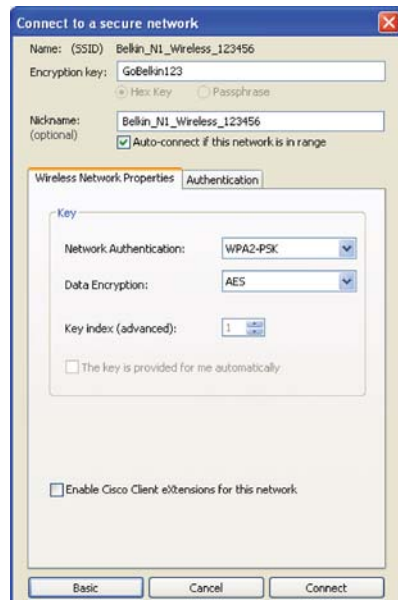 Connect to a secure network
Name: (SSID) Belkin_N1_Wireless_123456
Encryption key: GoBelkin123
Hex Key Passphrase
Nickname: Belkin_N1_Wireless_123456
(optional)
Auto-connect if this network is in range
Wireless Network Properties Authentication
Key
Network Authentication: WPA2-PSK
Data Encryption: AES
Key index (advanced): 1
The key is provided for me automatically
Enable Cisco Client eXtensions for this network
Basic Cancel Connect